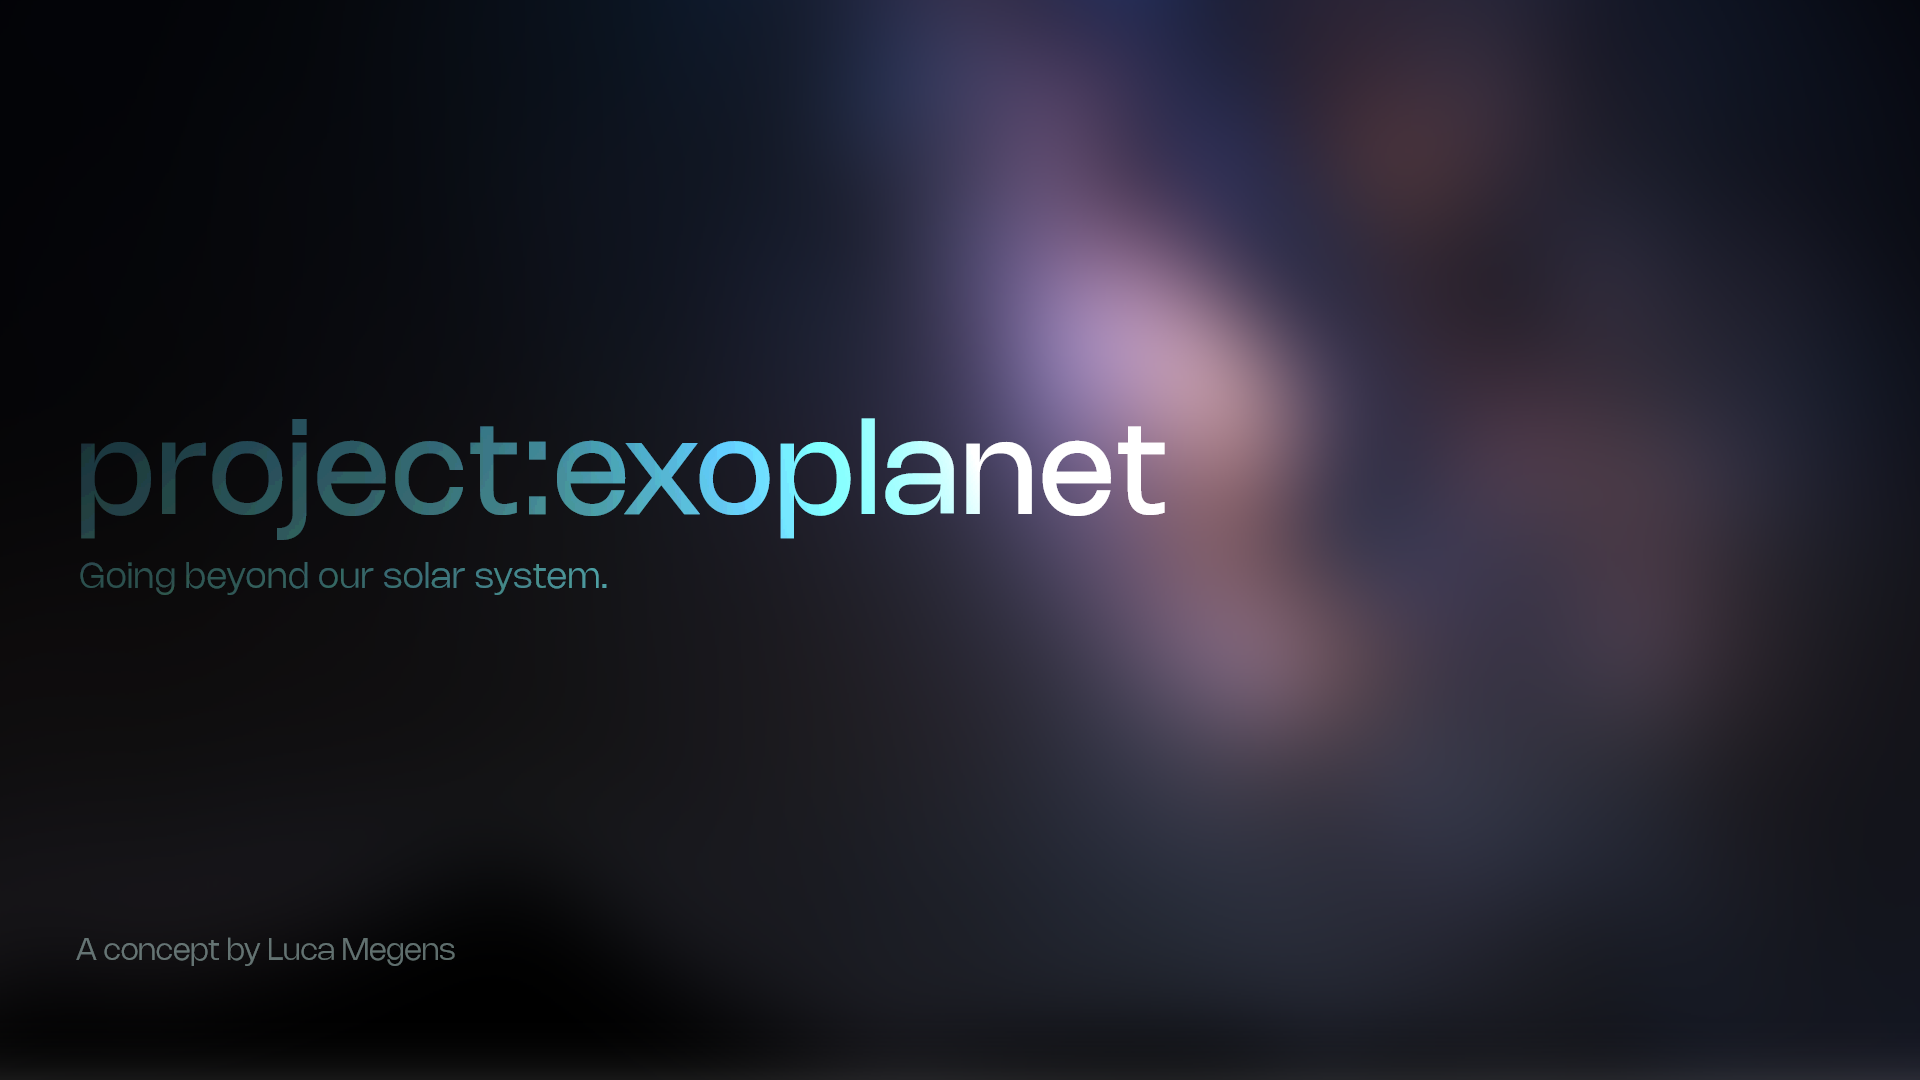 project:exoplanet
Going beyond our solar system.
A concept by Luca Megens